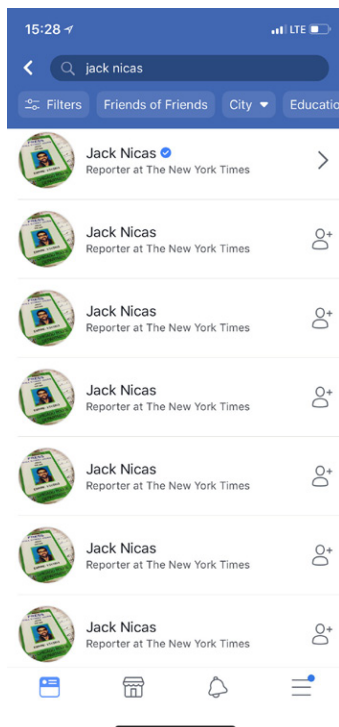 15:28
LTE
jack nicas
Filters
Friends of Friends
City
Educatio
Jack Nicas
Reporter at The New York Times
Jack Nicas
Reporter at The New York Times
Jack Nicas
Reporter at The New York Times
Jack Nicas
Reporter at The New York Times
Jack Nicas
Reporter at The New York Times
Jack Nicas
Reporter at The New York Times
Jack Nicas
Reporter at The New York Times